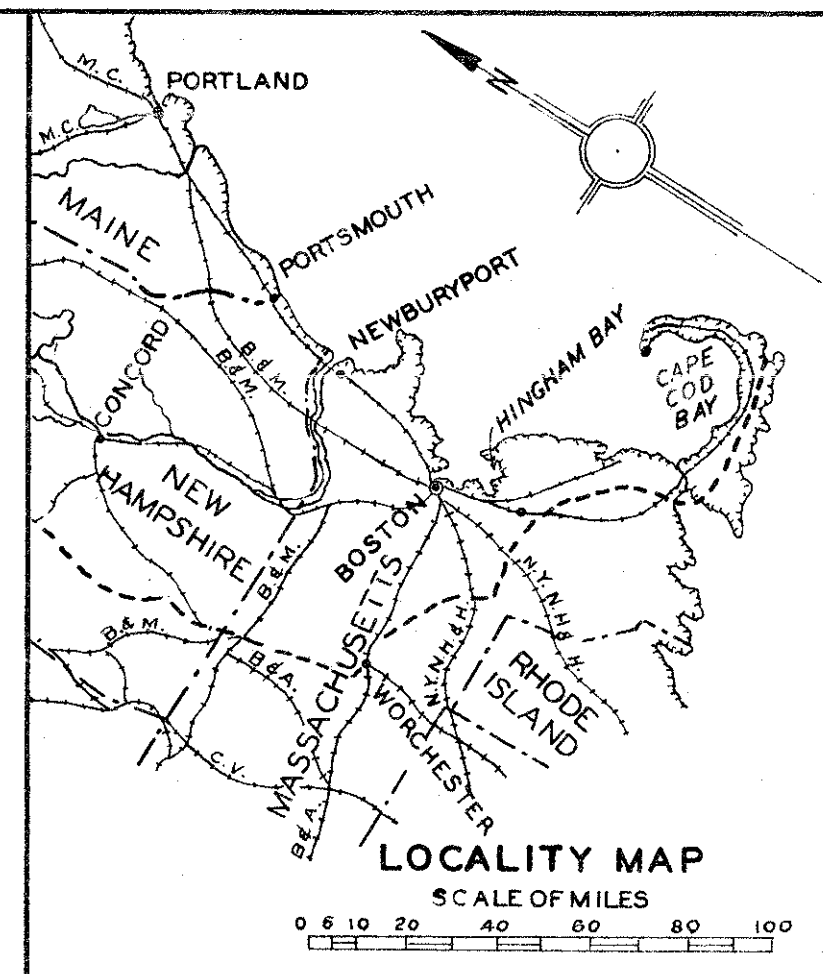 M. C.
PORTLAND
N
M.C.
MAINE
PORTSMOUTH
NEWBURYPORT
CONCORD
B.& M.
B.& M.
HINGHAM BAY
CAPE
COD
BAY
NEW
HAMPSHIRE
BOSTON
B.& M.
MASSACHUSETTS
N.Y.N.H.& H.
N.Y.N.H.& H.
B.& M.
B.& A.
RHODE
ISLAND
WORCHESTER
C.V.
B & A.
LOCALITY MAP
SCALE OF MILES
0 6 10 20 40 60 80 100